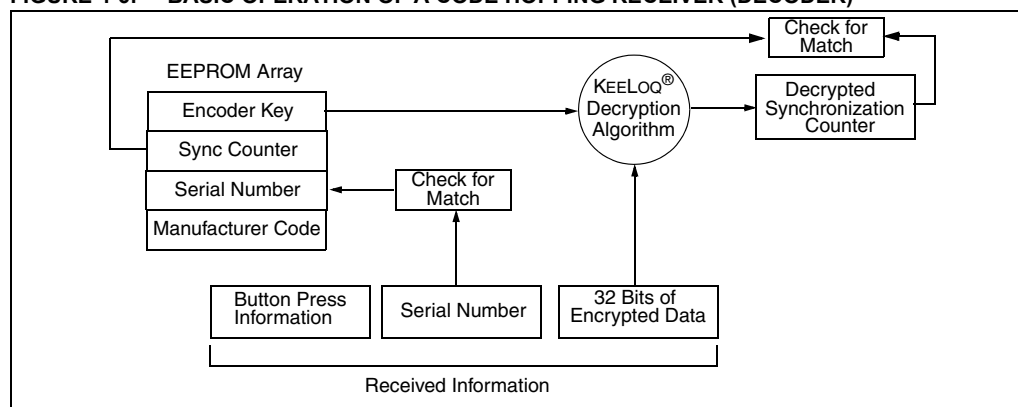 Check for
Match
EEPROM Array
Encoder Key
Sync Counter
Serial Number
Manufacturer Code
KEELOQ®
Decryption
Algorithm
Decrypted
Synchronization
Counter
Check for
Match
Button Press
Information
Serial Number
32 Bits of
Encrypted Data
Received Information